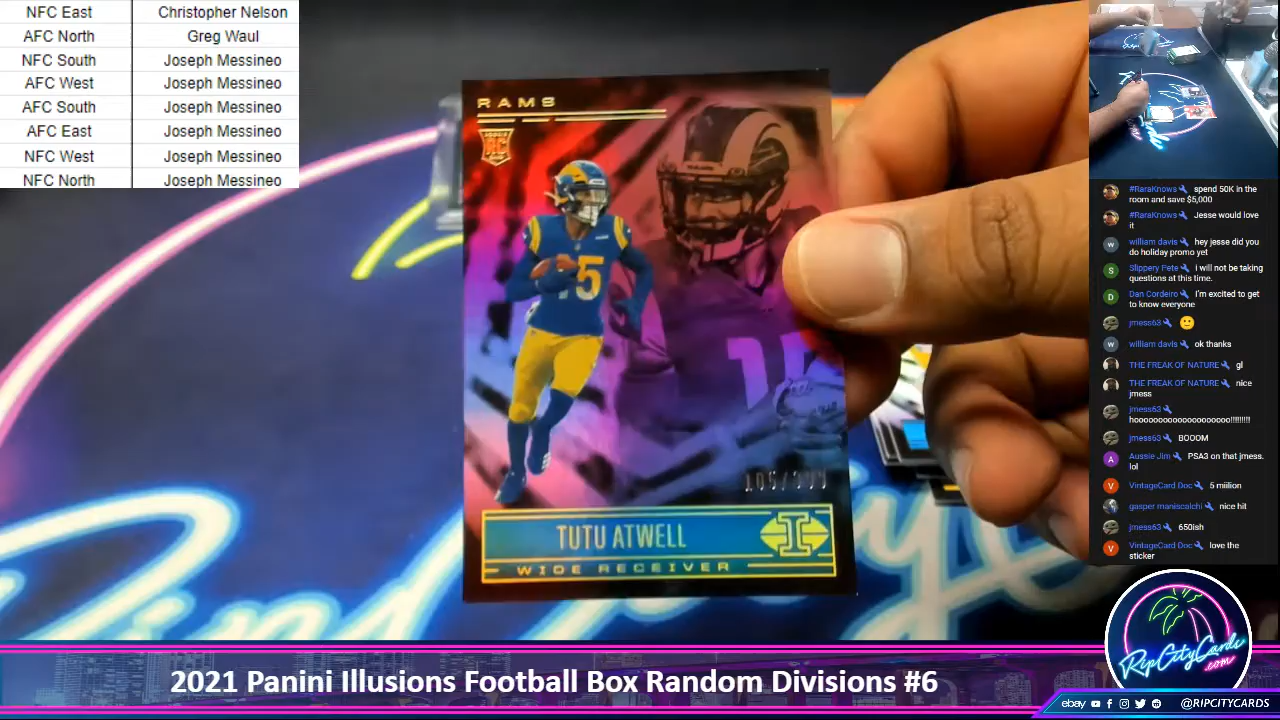 NFC East Christopher Nelson
AFC North Greg Waul
NFC South Joseph Messineo
AFC West Joseph Messineo
AFC South Joseph Messineo
AFC East Joseph Messineo
NFC West Joseph Messineo
NFC North Joseph Messineo
RAMS
RC
15
TUTU ATWELL
WIDE RECEIVER
#RaraKnows spend 50K in the
room and save $5,000
#RaraKnows Jesse would love
it
william davis hey jesse did you
do holiday promo yet
Slippery Pete i will not be taking
questions at this time.
Dan Cordeiro I'm excited to get
to know everyone
jmess63 🙂
william davis ok thanks
THE FREAK OF NATURE gl
THE FREAK OF NATURE nice
jmess
jmess63
hooooooooooooooooooo!!!!!!!!!
jmess63 BOOOM
Aussie Jim PSA3 on that jmess.
lol
VintageCard Doc 5 miilion
gasper maniscalchi nice hit
jmess63 650ish
VintageCard Doc love the
sticker
RipCityCards
.com
2021 Panini Illusions Football Box Random Divisions #6
ebay @RIPCITYCARDS